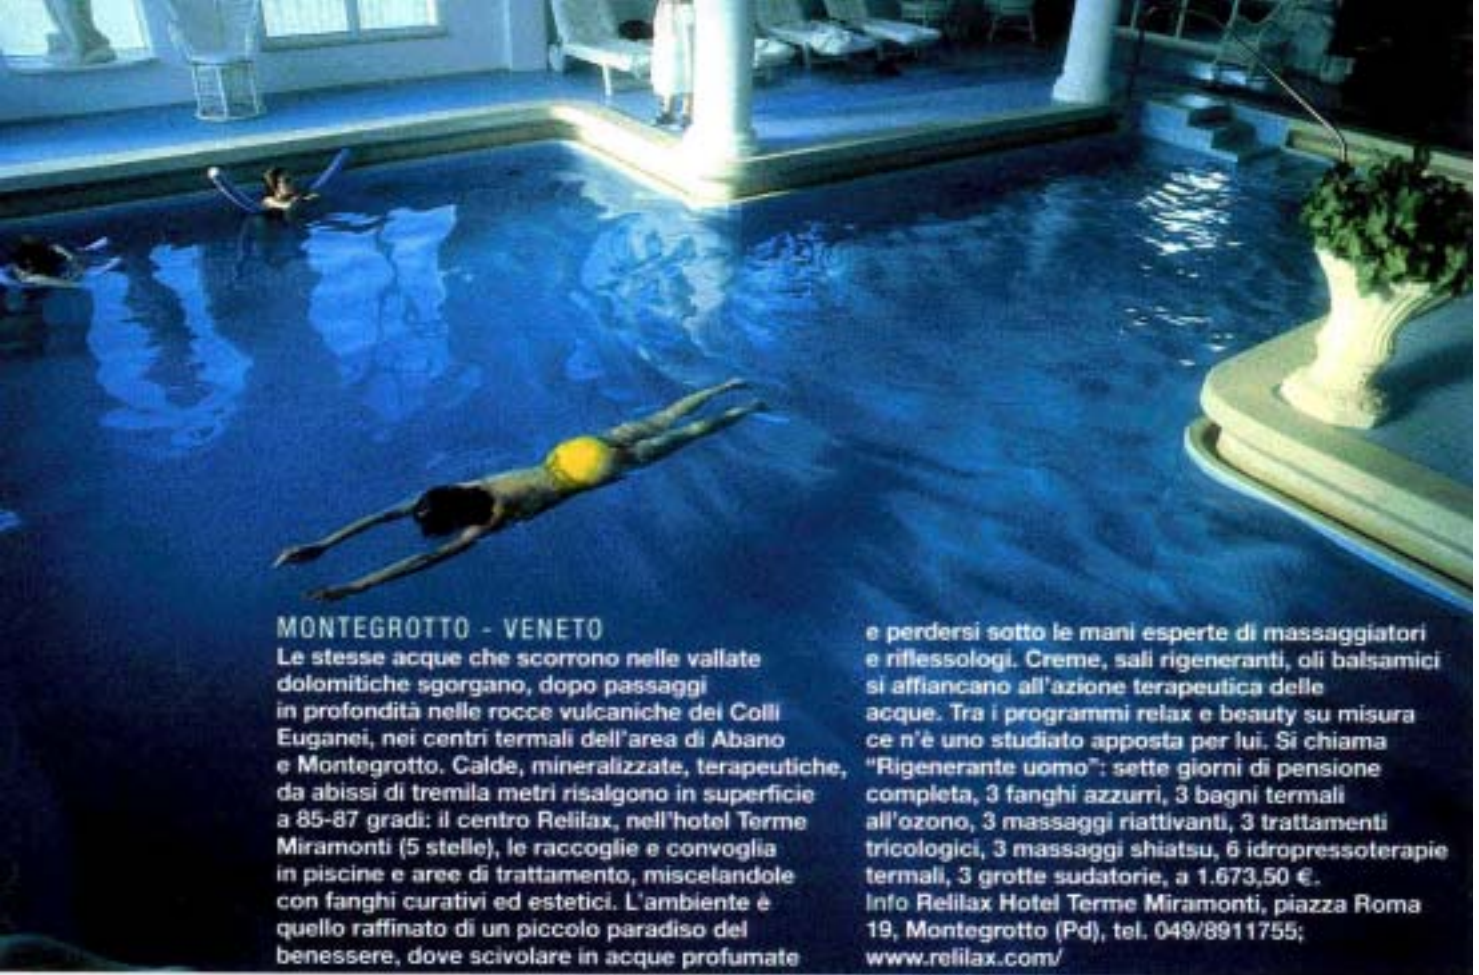 MONTEGROTTO - VENETO
Le stesse acque che scorrono nelle vallate
dolomitiche sgorgano, dopo passaggi
in profondità nelle rocce vulcaniche dei Colli
Euganei, nei centri termali dell'area di Abano
e Montegrotto. Calde, mineralizzate, terapeutiche,
da abissi di tremila metri risalgono in superficie
a 85-87 gradi: il centro Relilax, nell'hotel Terme
Miramonti (5 stelle), le raccoglie e convoglia
in piscine e aree di trattamento, miscelandole
con fanghi curativi ed estetici. L'ambiente è
quello raffinato di un piccolo paradiso del
benessere, dove scivolare in acque profumate
e perdersi sotto le mani esperte di massaggiatori
e riflessologi. Creme, sali rigeneranti, oli balsamici
si affiancano all'azione terapeutica delle
acque. Tra i programmi relax e beauty su misura
ce n'è uno studiato apposta per lui. Si chiama
"Rigenerante uomo": sette giorni di pensione
completa, 3 fanghi azzurri, 3 bagni termali
all'ozono, 3 massaggi riattivanti, 3 trattamenti
tricologici, 3 massaggi shiatsu, 6 idropressoterapie
termali, 3 grotte sudatorie, a 1.673,50 €.
Info Relilax Hotel Terme Miramonti, piazza Roma
19, Montegrotto (Pd), tel. 049/8911755;
www.relilax.com/